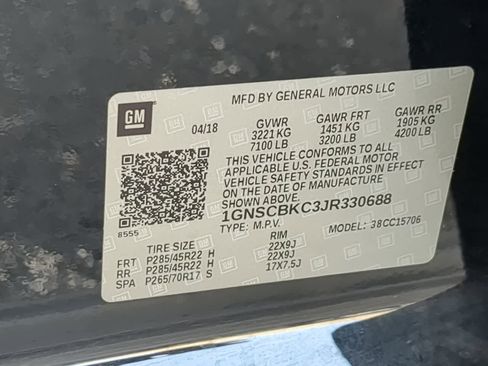 MFD BY GENERAL MOTORS LLC
GM
04/18
GVWR GAWR FRT GAWR RR
3221 KG 1451 KG 1905 KG
7100 LB 3200 LB 4200 LB
THIS VEHICLE CONFORMS TO ALL
APPLICABLE U.S. FEDERAL MOTOR
VEHICLE SAFETY STANDARDS IN EFFECT
ON THE DATE OF MANUFACTURE
SHOWN ABOVE.
1GNSCBKC3JR330688
8555
TYPE: M.P.V. MODEL: 38CC15706
TIRE SIZE RIM
FRT P285/45R22 H 22X9J
RR P285/45R22 H 22X9J
SPA P265/70R17 S 17X7.5J